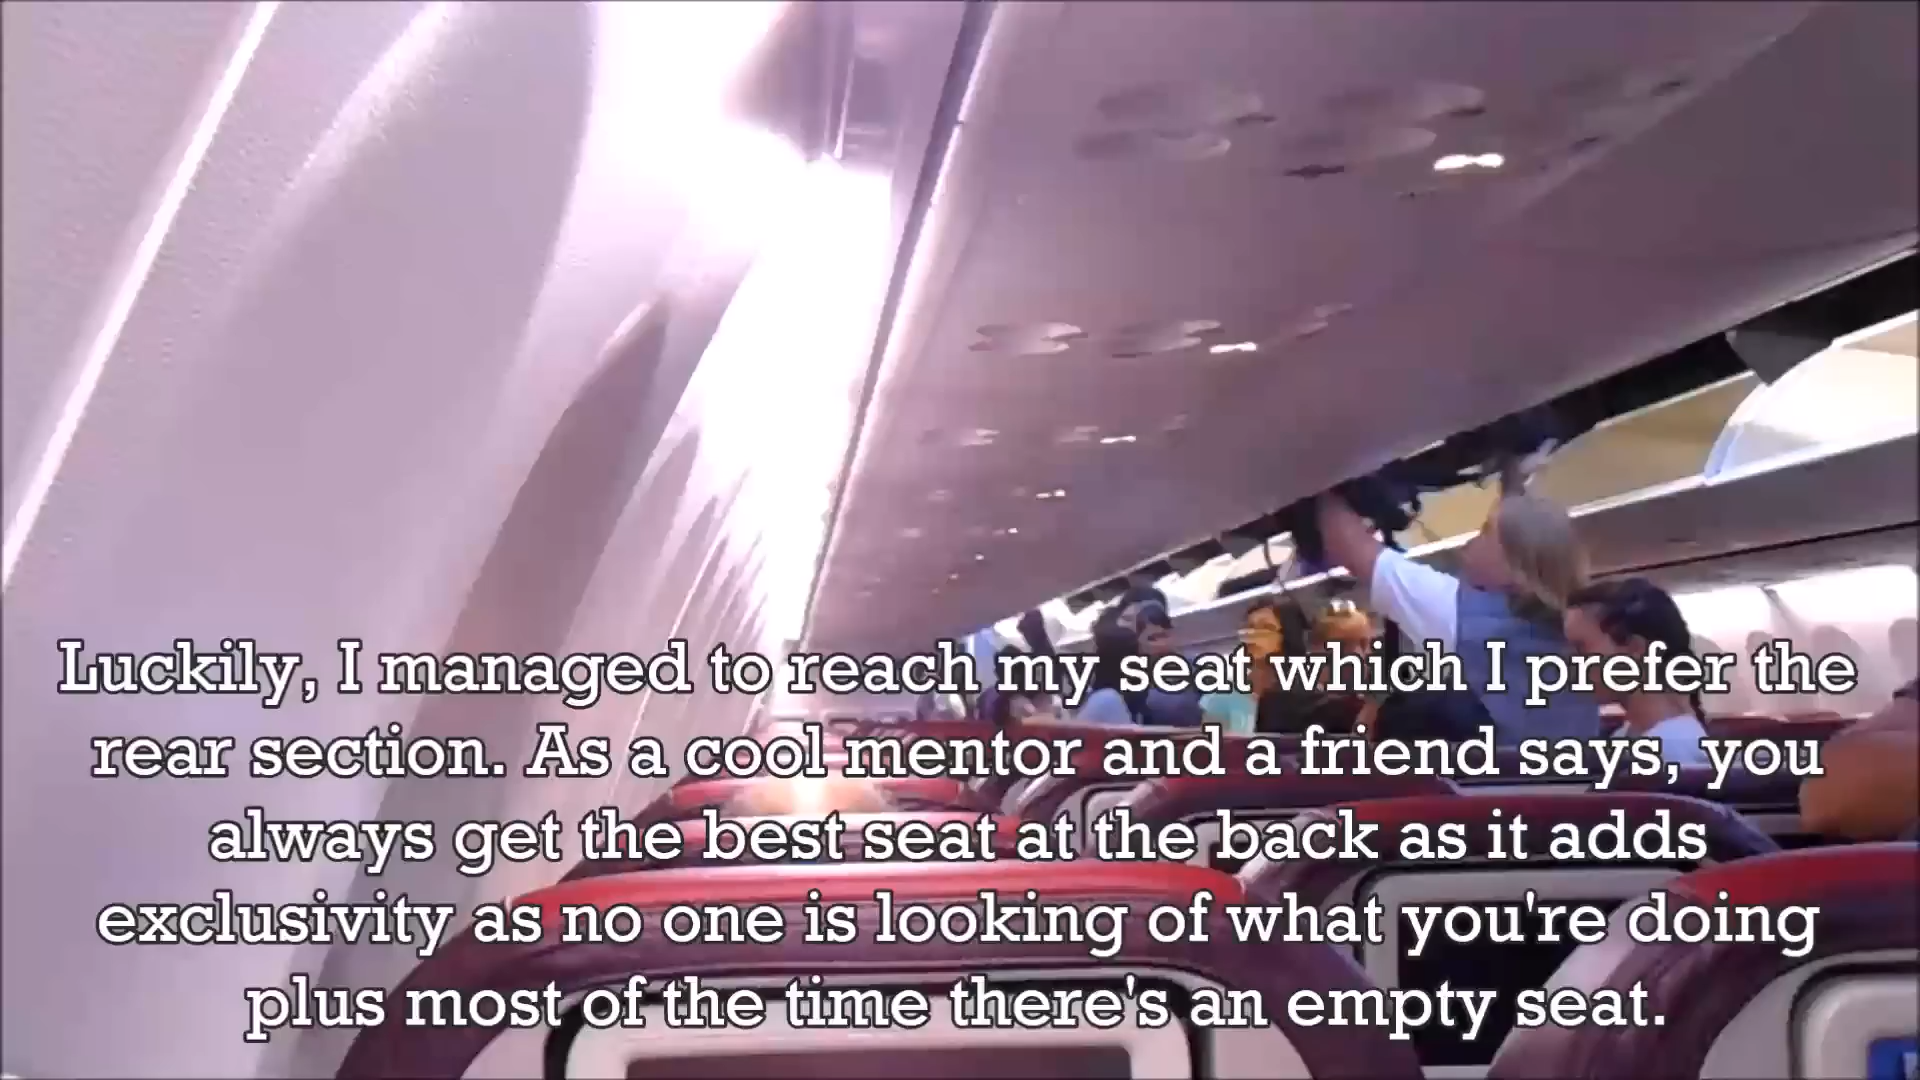 Luckily, I managed to reach my seat which I prefer the
rear section. As a cool mentor and a friend says, you
always get the best seat at the back as it adds
exclusivity as no one is looking of what you're doing
plus most of the time there's an empty seat.